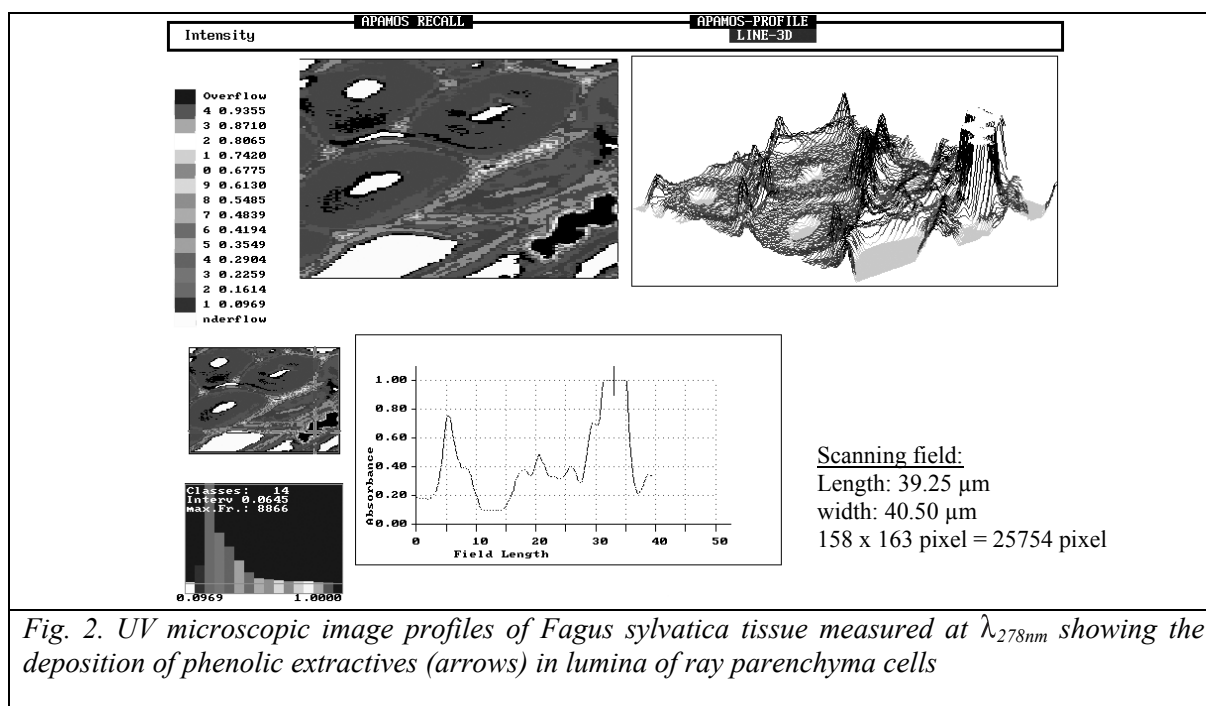 APAMOS RECALL
APAMOS-PROFILE
Intensity
LINE-3D
Overflow
4 0.9355
3 0.8710
2 0.8065
1 0.7420
0 0.6775
9 0.6130
8 0.5485
7 0.4839
6 0.4194
5 0.3549
4 0.2904
3 0.2259
2 0.1614
1 0.0969
nderflow
Classes: 14
Interv 0.0645
max.Fr.: 8866
0.0969 1.0000
Absorbance
1.00
0.80
0.60
0.40
0.20
0.00
0 10 20 30 40 50
Field Length
Scanning field:
Length: 39.25 µm
width: 40.50 µm
158 x 163 pixel = 25754 pixel
Fig. 2. UV microscopic image profiles of Fagus sylvatica tissue measured at λ278nm showing the
deposition of phenolic extractives (arrows) in lumina of ray parenchyma cells